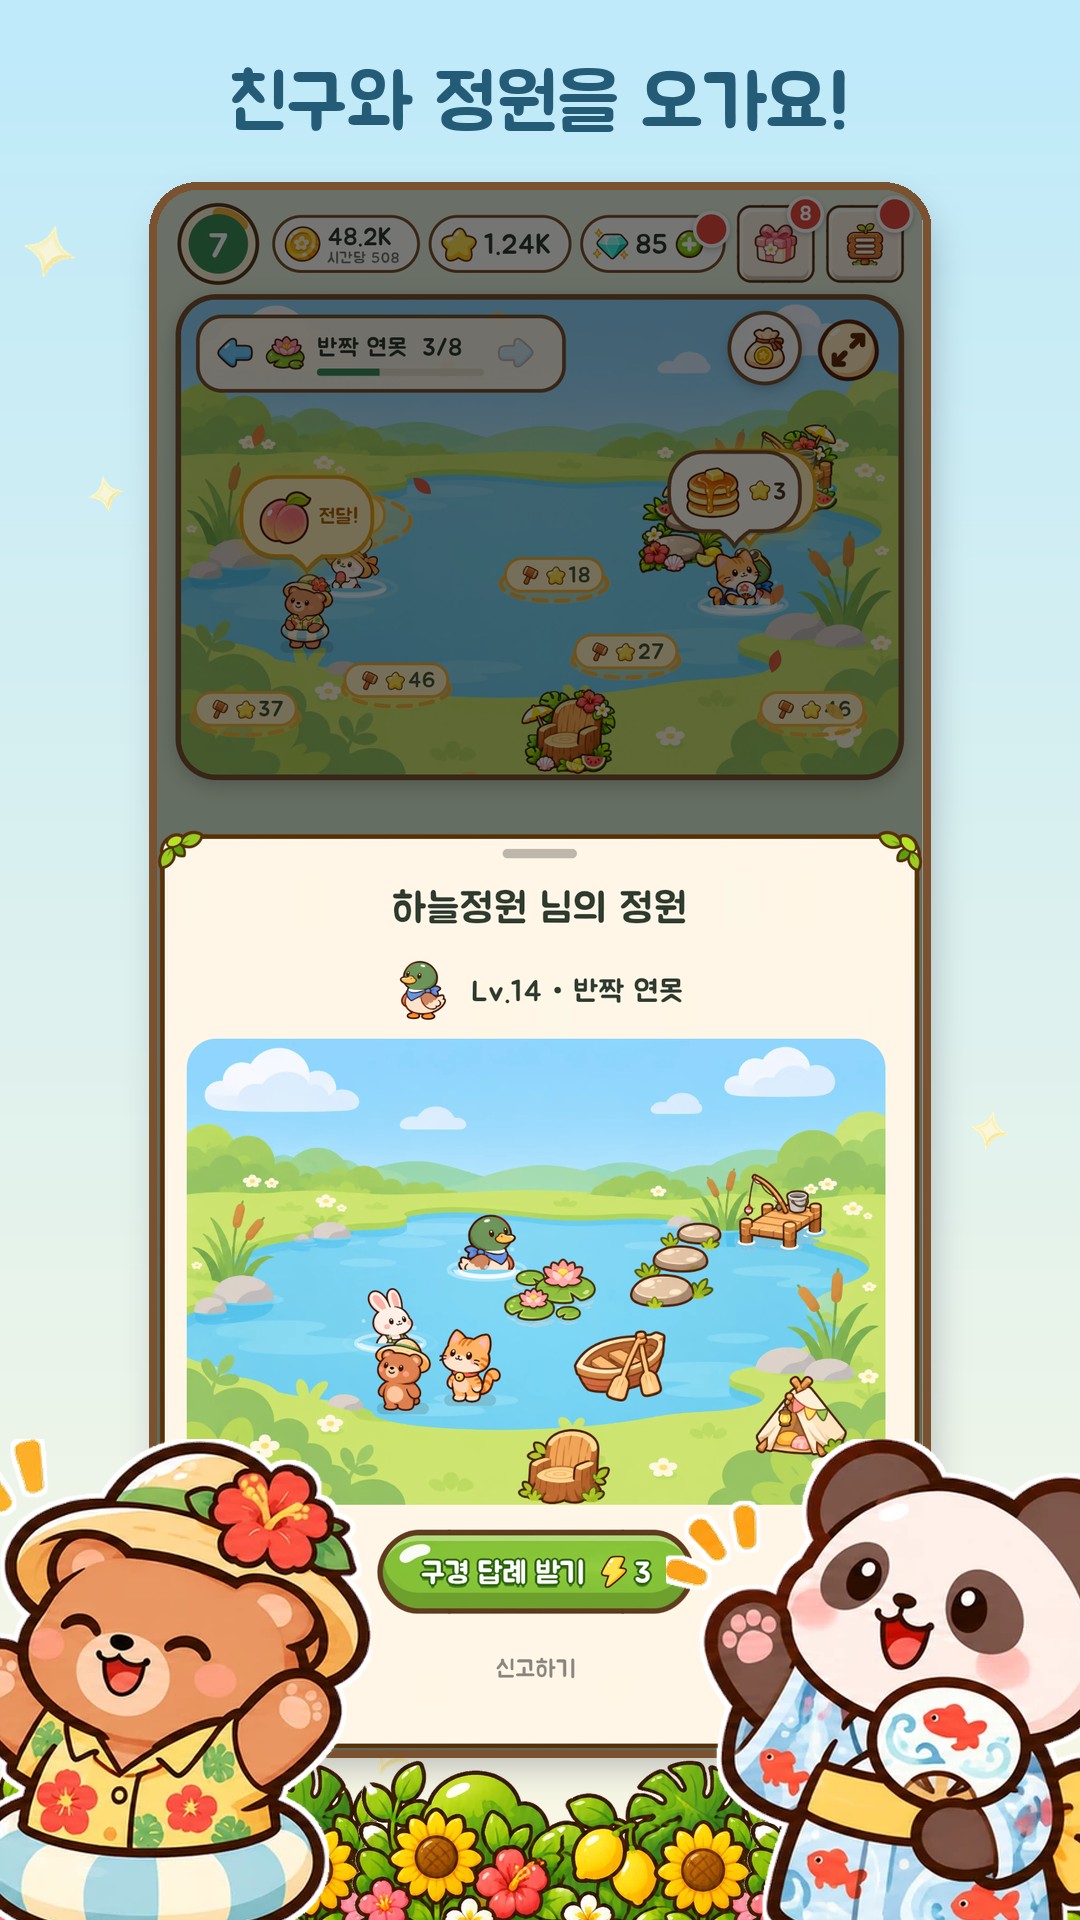 친구와 정원을 오가요!
7
48.2K
시간당 508
1.24K
85
8
반짝 연못 3/8
전달!
3
18
27
46
37
46
하늘정원 님의 정원
Lv.14 • 반짝 연못
구경 답례 받기 3
신고하기